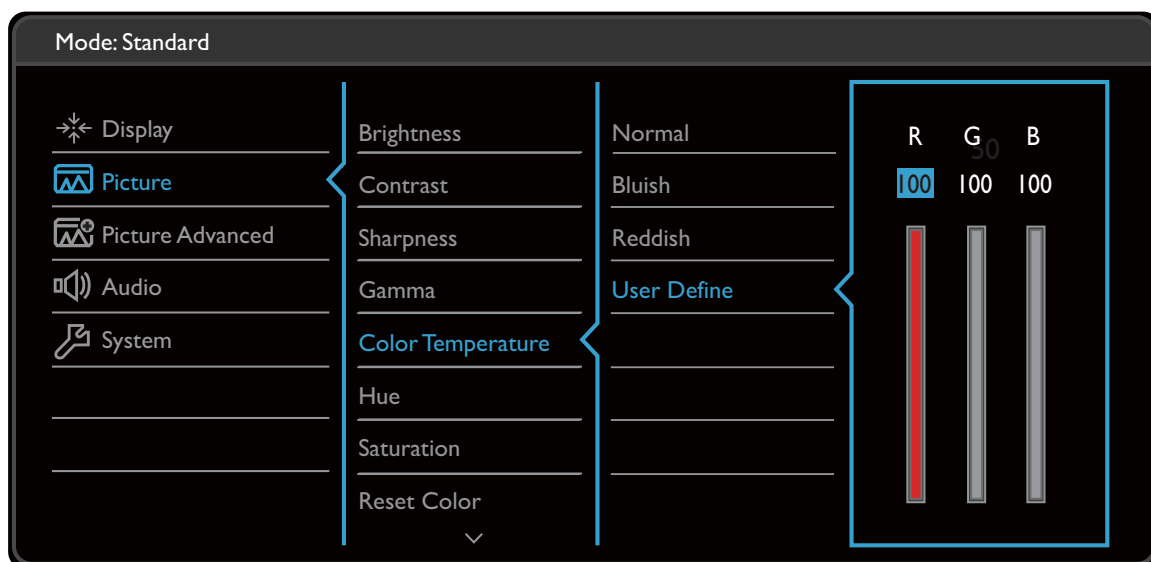 Mode: Standard
Display
Picture
Picture Advanced
Audio
System
Brightness
Contrast
Sharpness
Gamma
Color Temperature
Hue
Saturation
Reset Color
Normal
Bluish
Reddish
User Define
R G B
50
100 100 100